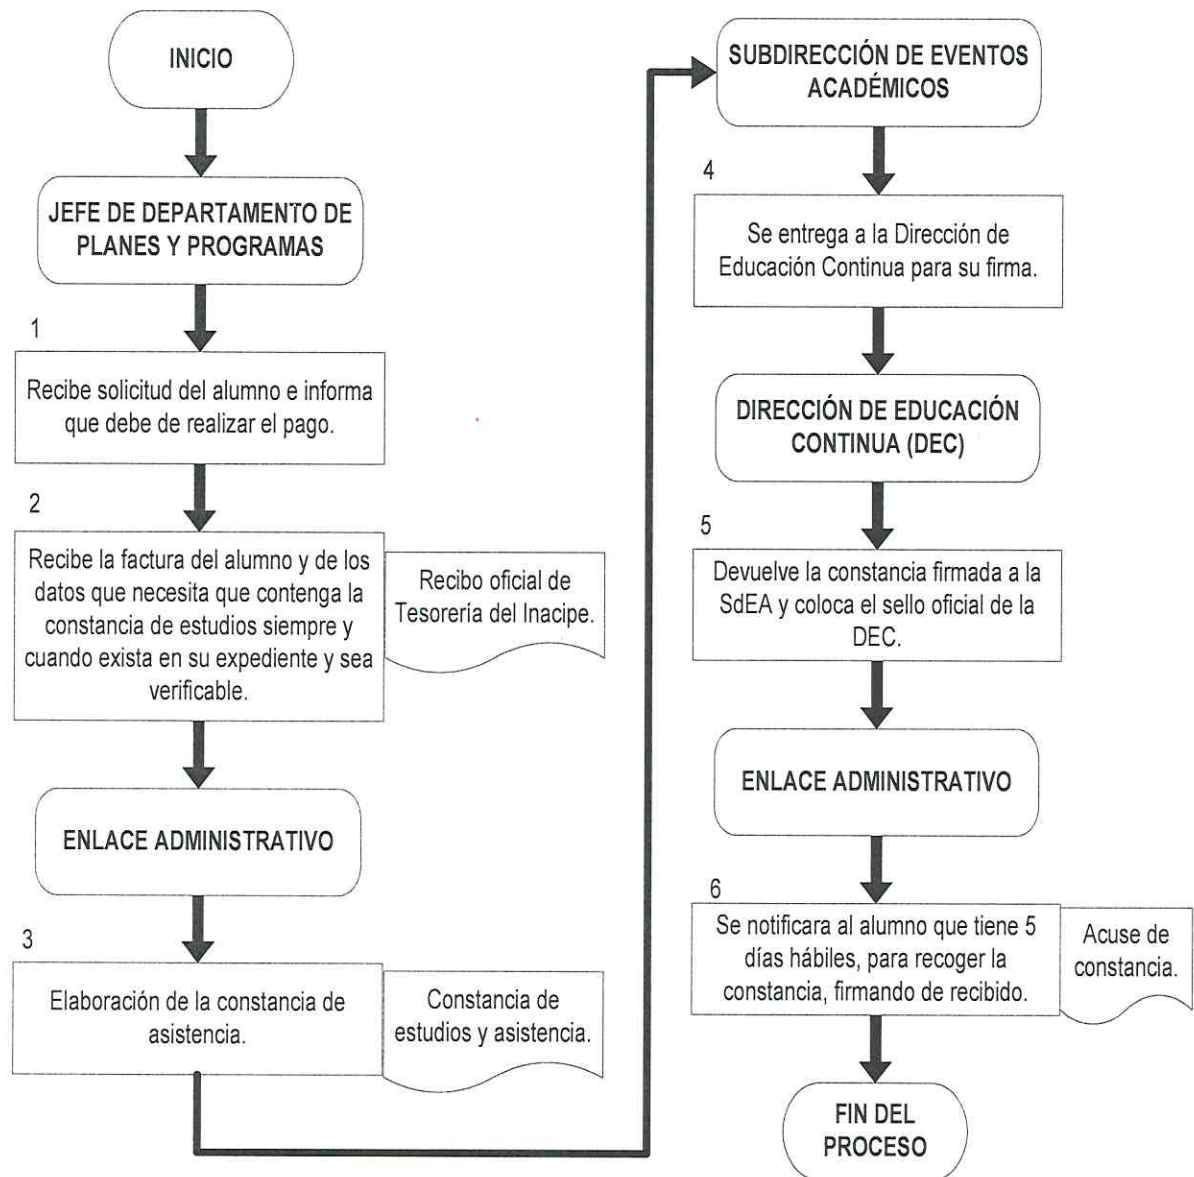 INICIO
JEFE DE DEPARTAMENTO DE
PLANES Y PROGRAMAS
1
Recibe solicitud del alumno e informa
que debe de realizar el pago.
2
Recibe la factura del alumno y de los
datos que necesita que contenga la
constancia de estudios siempre y
cuando exista en su expediente y sea
verificable.
Recibo oficial de
Tesorería del Inacipe.
ENLACE ADMINISTRATIVO
3
Elaboración de la constancia de
asistencia.
Constancia de
estudios y asistencia.
SUBDIRECCIÓN DE EVENTOS
ACADÉMICOS
4
Se entrega a la Dirección de
Educación Continua para su firma.
DIRECCIÓN DE EDUCACIÓN
CONTINUA (DEC)
5
Devuelve la constancia firmada a la
SdEA y coloca el sello oficial de la
DEC.
ENLACE ADMINISTRATIVO
6
Se notificara al alumno que tiene 5
días hábiles, para recoger la
constancia, firmando de recibido.
Acuse de
constancia.
FIN DEL
PROCESO